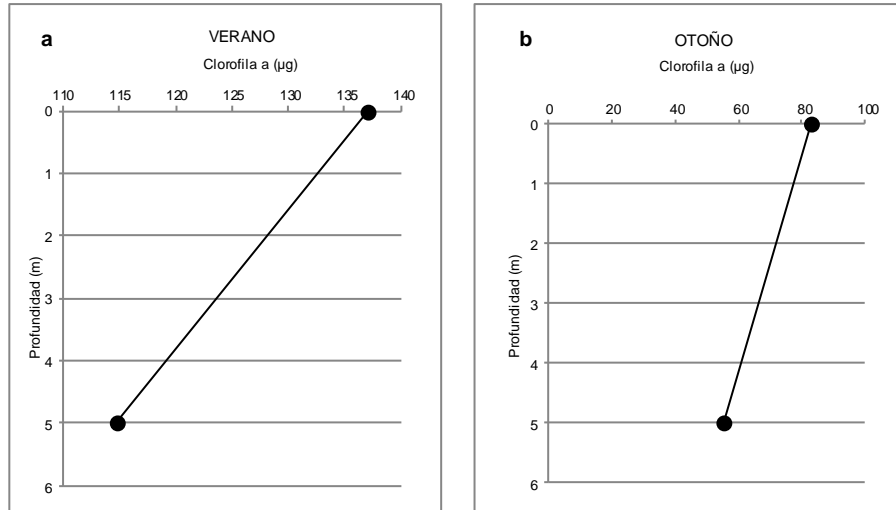 a
VERANO
Clorofila a (µg)
110 115 120 125 130 135 140
0
1
2
3
4
5
6
Profundidad (m)
b
OTOÑO
Clorofila a (µg)
0 20 40 60 80 100
0
1
2
3
4
5
6
Profundidad (m)